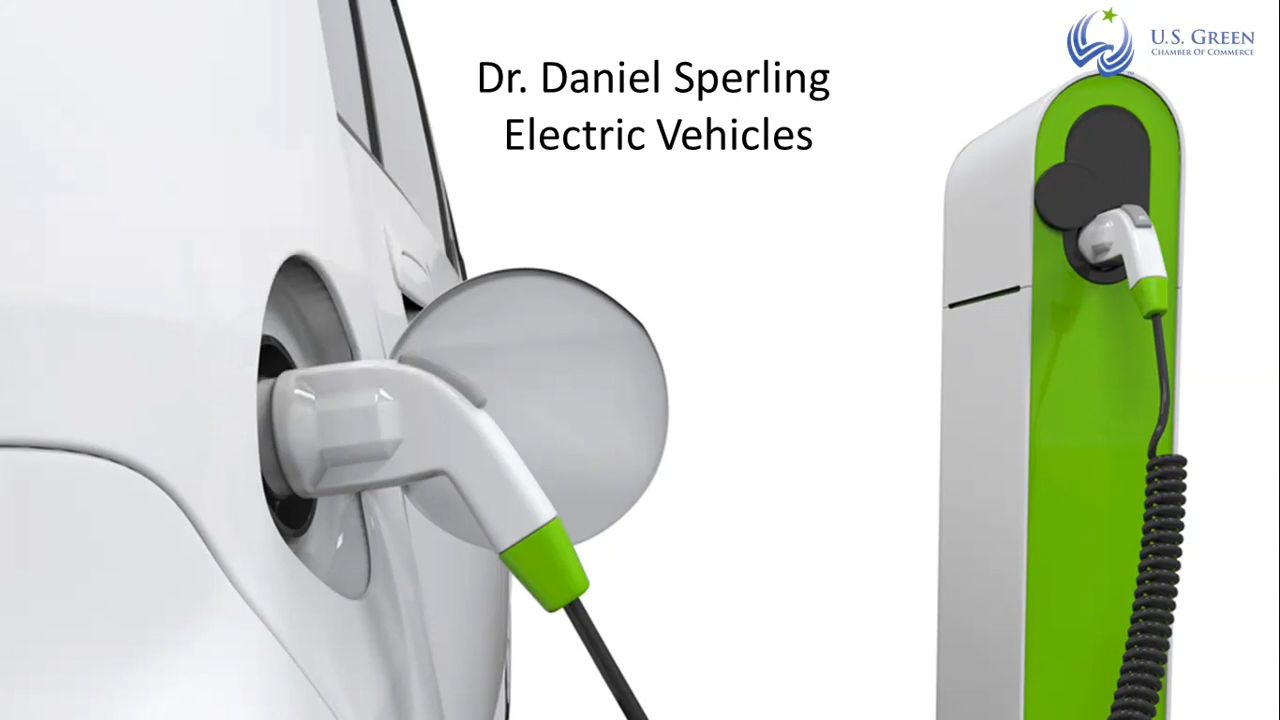 Dr. Daniel Sperling
Electric Vehicles
U.S. GREEN
CHAMBER OF COMMERCE